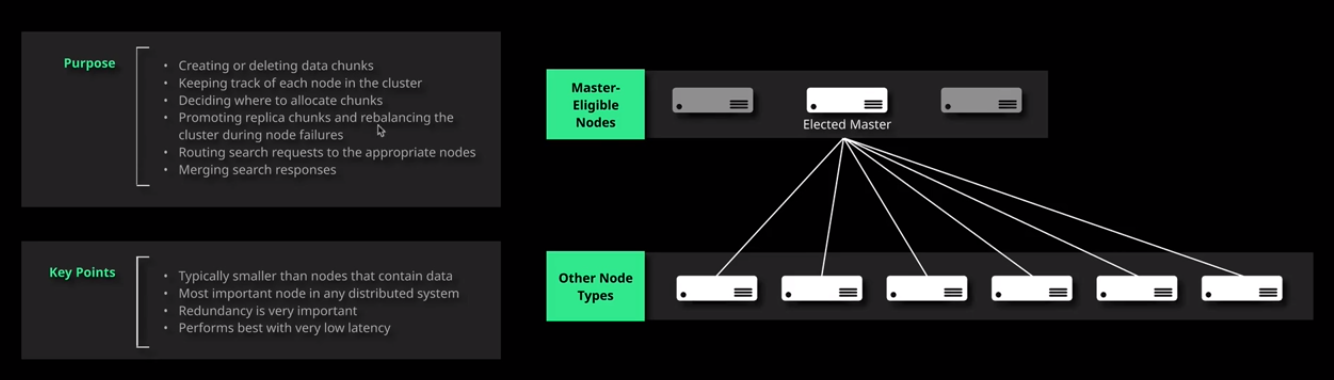 Purpose
• Creating or deleting data chunks
• Keeping track of each node in the cluster
• Deciding where to allocate chunks
• Promoting replica chunks and rebalancing the
cluster during node failures
• Routing search requests to the appropriate nodes
• Merging search responses
Key Points
• Typically smaller than nodes that contain data
• Most important node in any distributed system
• Redundancy is very important
• Performs best with very low latency
Master-
Eligible
Nodes
Elected Master
Other Node
Types